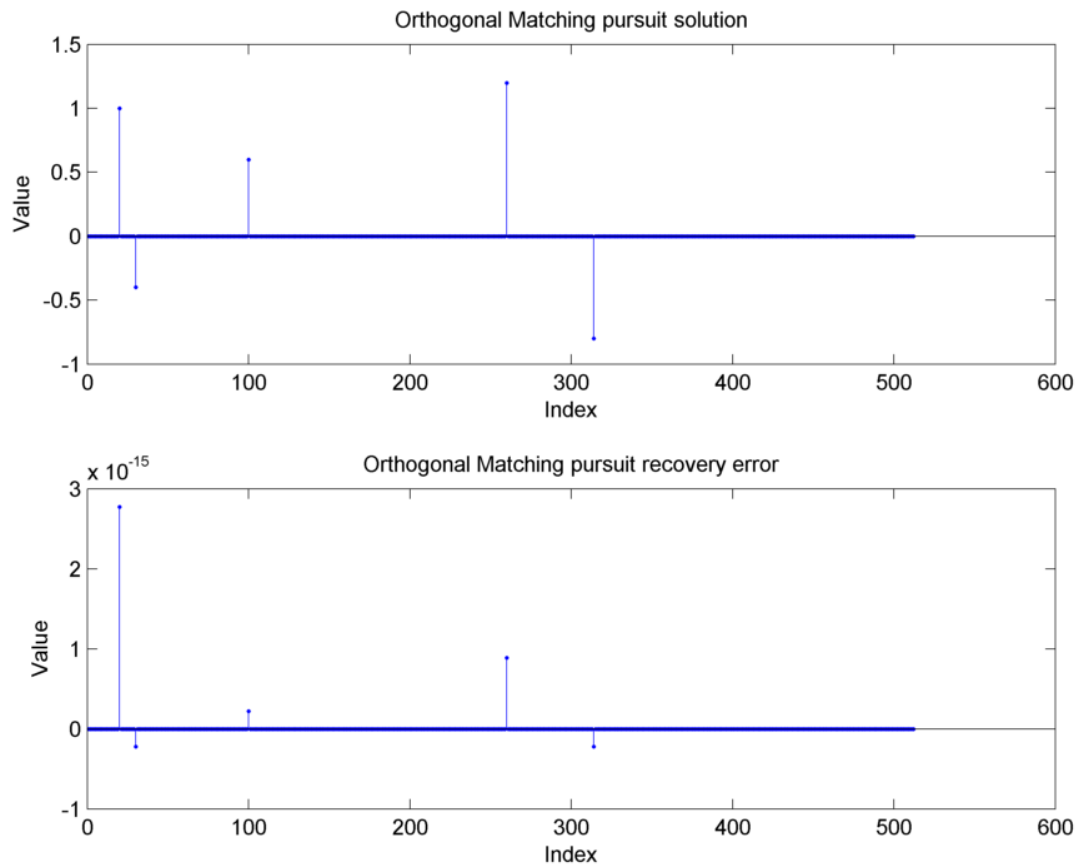 Orthogonal Matching pursuit solution
1.5
1
0.5
0
-0.5
-1
Value
0 100 200 300 400 500 600
Index
Orthogonal Matching pursuit recovery error
x 10^-15
3
2
1
0
-1
Value
0 100 200 300 400 500 600
Index